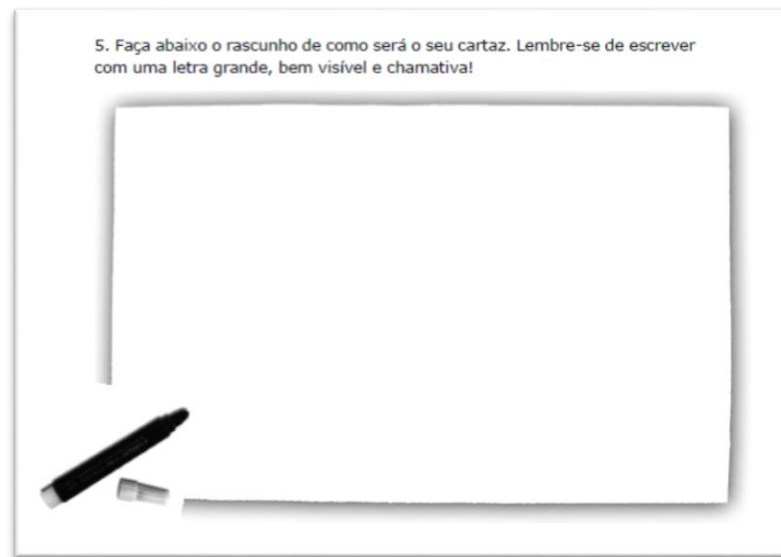 5. Faça abaixo o rascunho de como será o seu cartaz. Lembre-se de escrever
com uma letra grande, bem visível e chamativa!